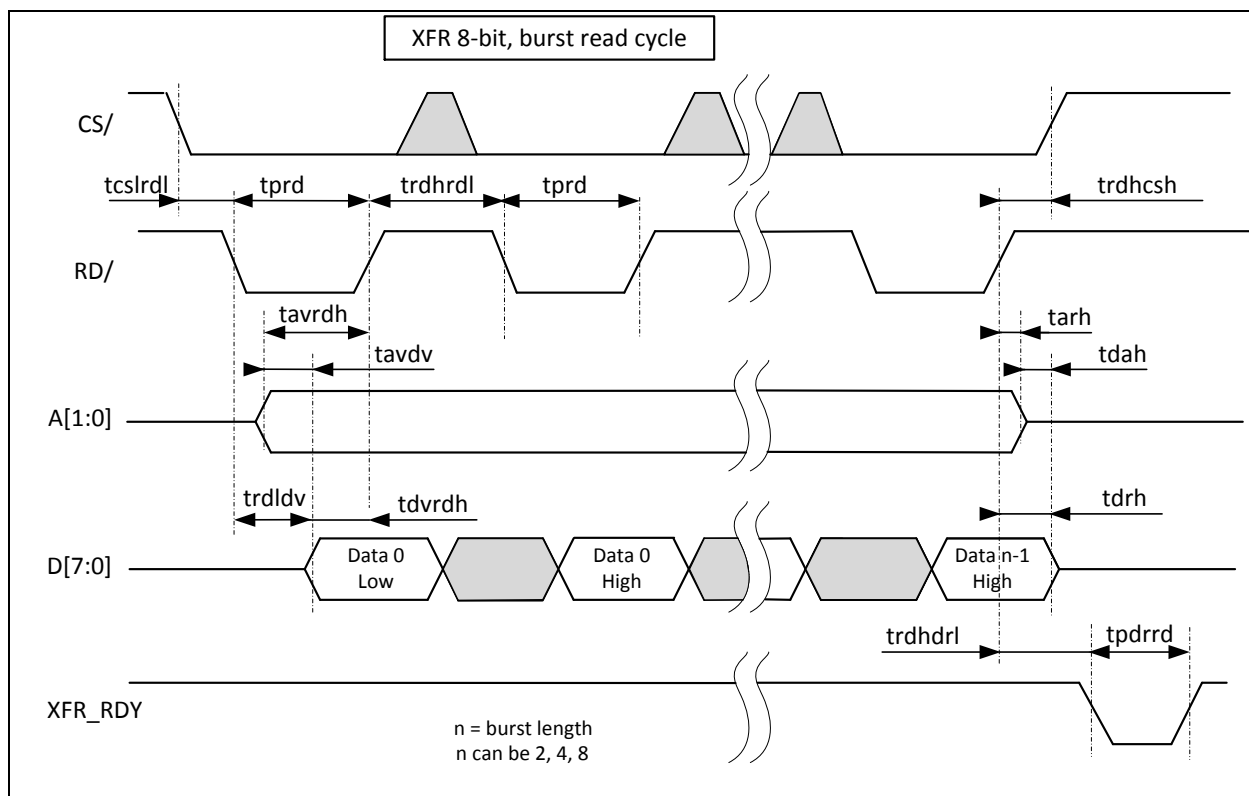 XFR 8-bit, burst read cycle
CS/
tcslrdl
tprd
trdhrdl
tprd
trdhcsh
RD/
tavrdh
tarh
tavdv
tdah
A[1:0]
trdldv
tdvrdh
tdrh
D[7:0]
Data 0
Low
Data 0
High
Data n-1
High
trdhdrl
tpdrrd
XFR_RDY
n = burst length
n can be 2, 4, 8